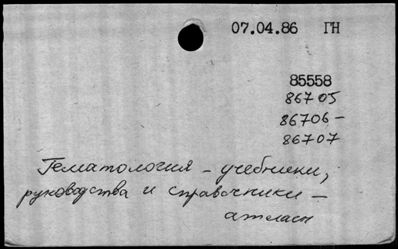 07.04.86 ГН
85558
86705
86706-
86707
Гематология - учебники,
руководства и справочники -
атласы